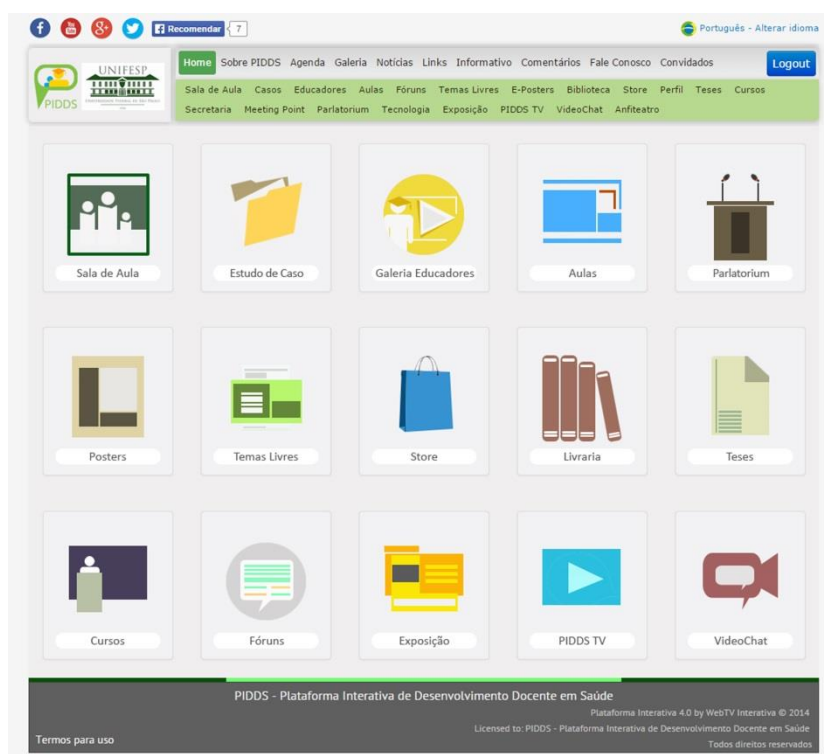 Recomendar 7
Português - Alterar idioma
PIDDS
UNIFESP
Home Sobre PIDDS Agenda Galeria Notícias Links Informativo Comentários Fale Conosco Convidados
Logout
Sala de Aula Casos Educadores Aulas Fóruns Temas Livres E-Posters Biblioteca Store Perfil Teses Cursos
Secretaria Meeting Point Parlatorium Tecnologia Exposição PIDDS TV VideoChat Anfiteatro
Sala de Aula
Estudo de Caso
Galeria Educadores
Aulas
Parlatorium
Posters
Temas Livres
Store
Livraria
Teses
Cursos
Fóruns
Exposição
PIDDS TV
VideoChat
PIDDS - Plataforma Interativa de Desenvolvimento Docente em Saúde
Plataforma Interativa 4.0 by WebTV Interativa © 2014
Licensed to: PIDDS - Plataforma Interativa de Desenvolvimento Docente em Saúde
Termos para uso
Todos direitos reservados